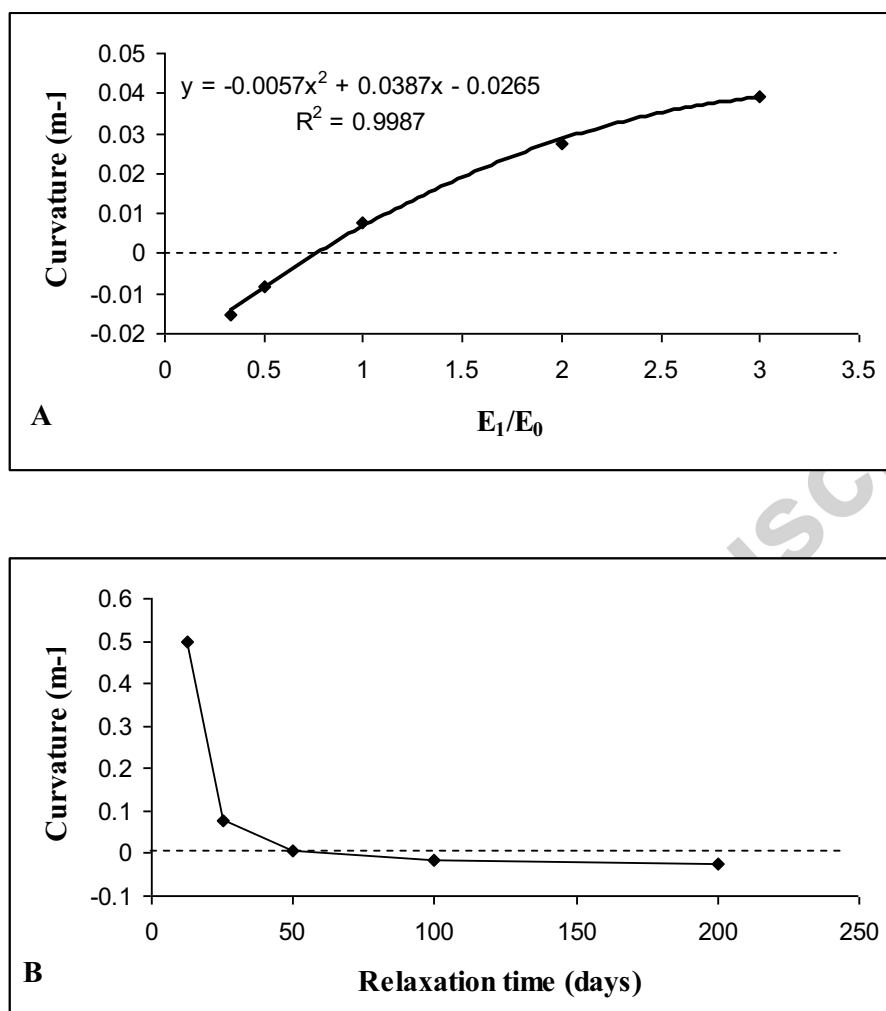 0.05
0.04
0.03
0.02
0.01
0
-0.01
-0.02
Curvature (m-1
y = -0.0057x² + 0.0387x - 0.0265
R² = 0.9987
0 0.5 1 1.5 2 2.5 3 3.5
E₁/E₀
A
usc
0.6
0.5
0.4
0.3
0.2
0.1
0
-0.1
Curvature (m-1
0 50 100 150 200 250
Relaxation time (days)
B